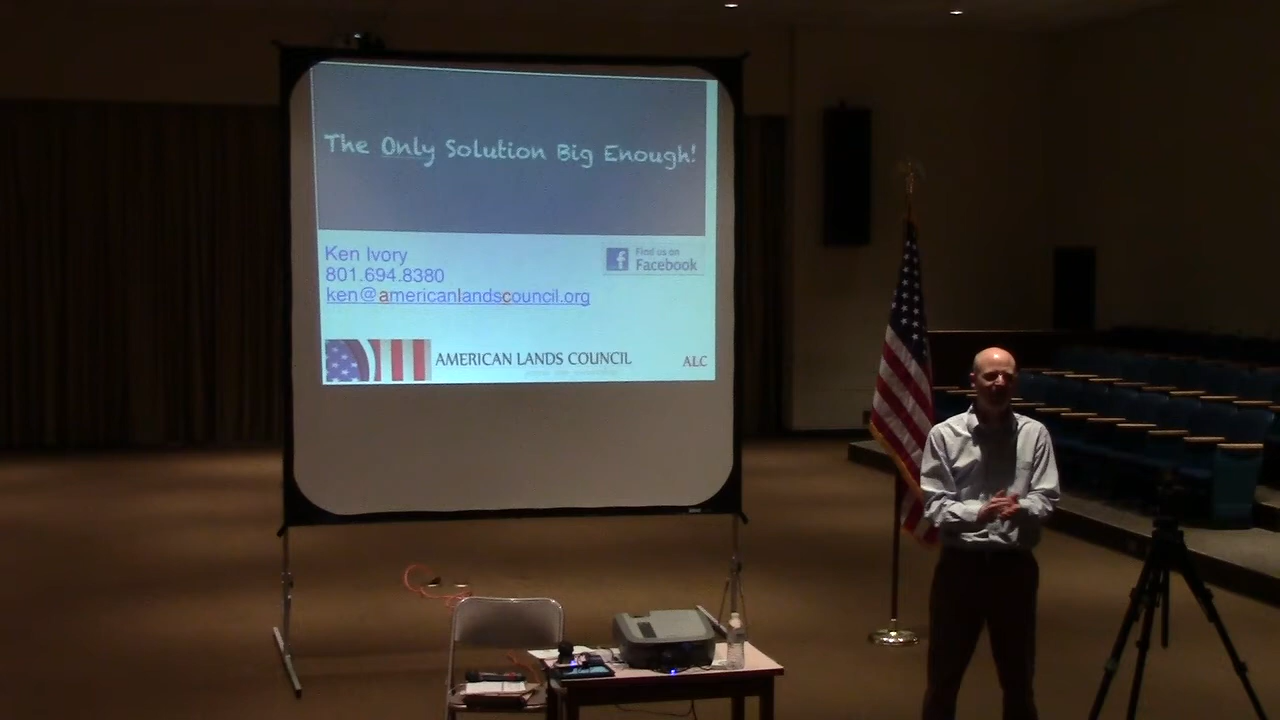 The Only Solution Big Enough!
Ken Ivory
801.694.8380
ken@americanlandscouncil.org
Find us on
Facebook
AMERICAN LANDS COUNCIL
ALC